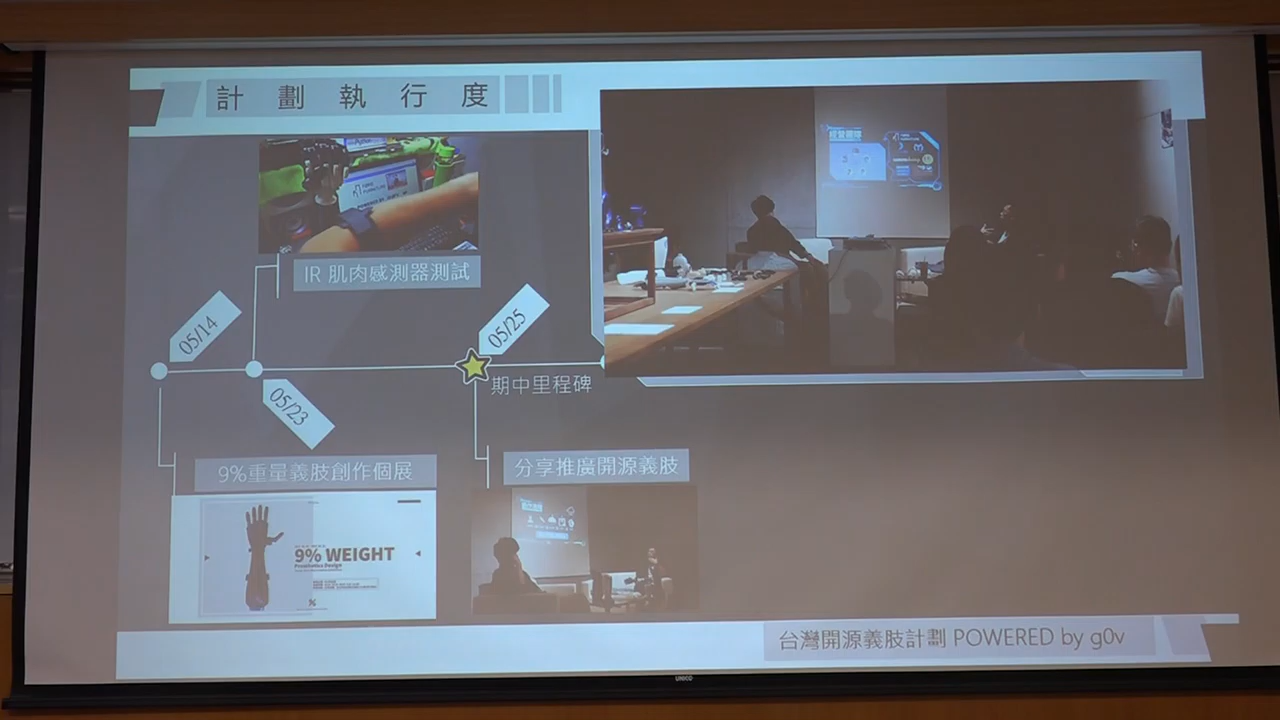 計劃執行度
IR 肌肉感測器測試
05/14
05/25
05/23
期中里程碑
9%重量義肢創作個展
分享推廣開源義肢
9% WEIGHT
Prosthetics Design
台灣開源義肢計劃 POWERED by g0v